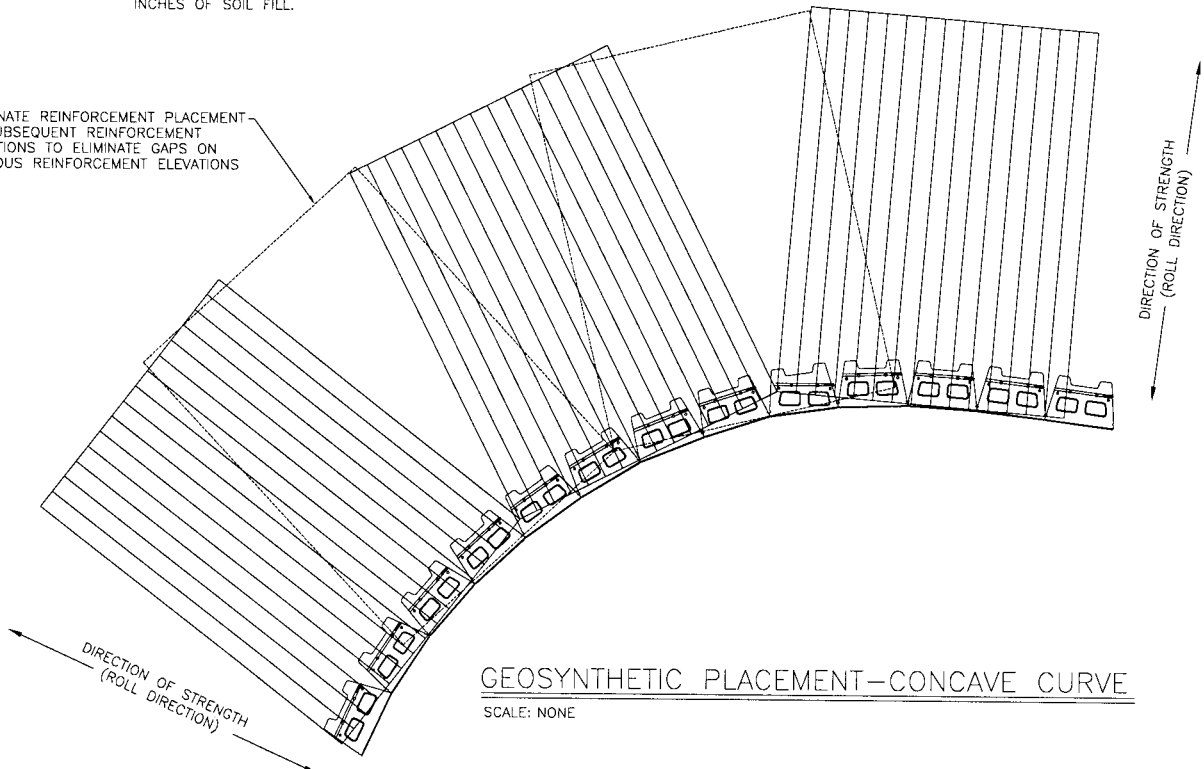 INCHES OF SOIL FILL.
NATE REINFORCEMENT PLACEMENT
UBSEQUENT REINFORCEMENT
TIONS TO ELIMINATE GAPS ON
OUS REINFORCEMENT ELEVATIONS
DIRECTION OF STRENGTH
(ROLL DIRECTION)
DIRECTION OF STRENGTH
(ROLL DIRECTION)
GEOSYNTHETIC PLACEMENT-CONCAVE CURVE
SCALE: NONE